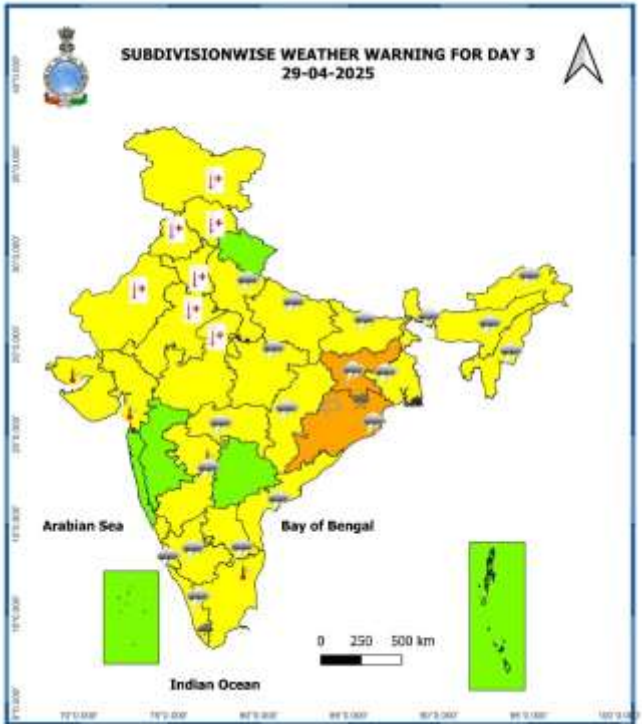 SUBDIVISIONWISE WEATHER WARNING FOR DAY 3
29-04-2025
Arabian Sea
Bay of Bengal
0 250 500 km
Indian Ocean